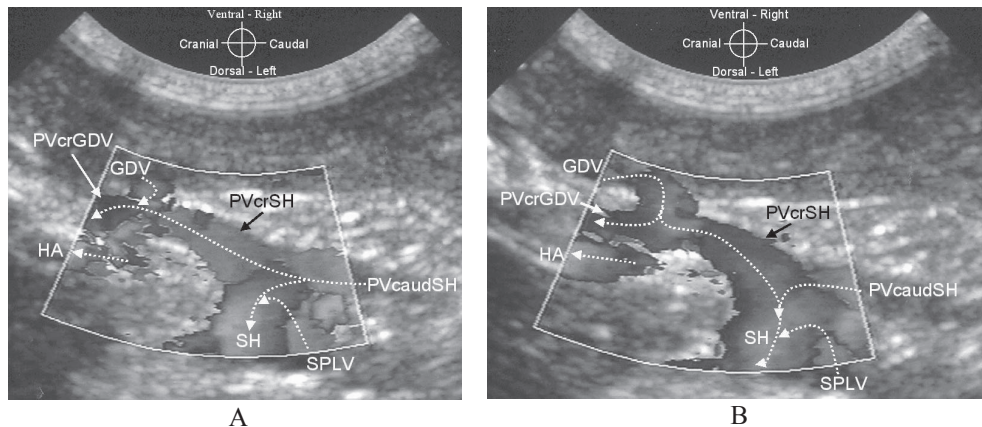 Ventral - Right
Cranial Caudal
Dorsal - Left
PVcrGDV
GDV
PVcrSH
HA
PVcaudSH
SH
SPLV
A
Ventral - Right
Cranial Caudal
Dorsal - Left
GDV
PVcrGDV
PVcrSH
HA
PVcaudSH
SH
SPLV
B